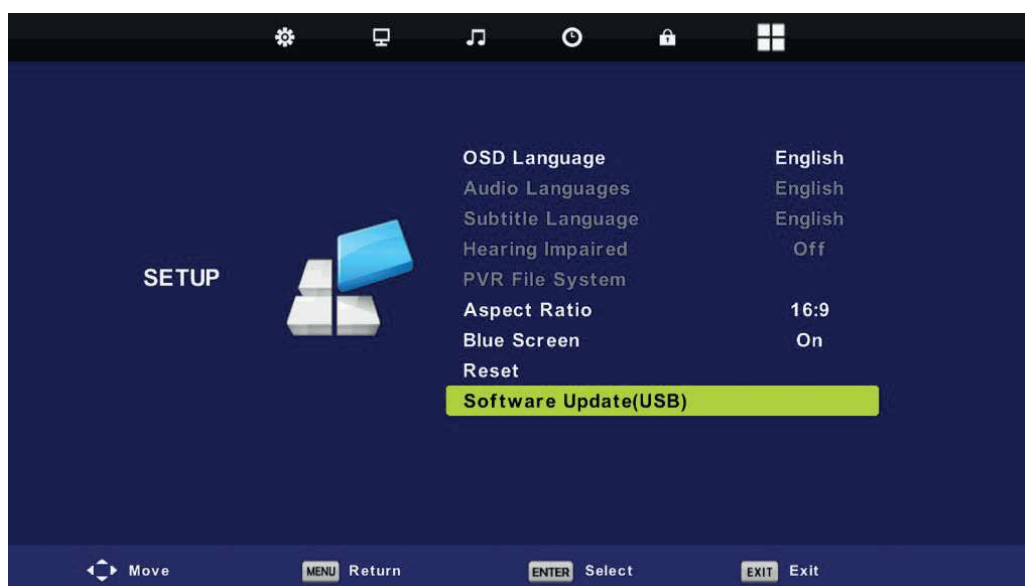 OSD Language English
Audio Languages English
Subtitle Language English
Hearing Impaired Off
SETUP
PVR File System
Aspect Ratio 16:9
Blue Screen On
Reset
Software Update(USB)
Move MENU Return ENTER Select EXIT Exit